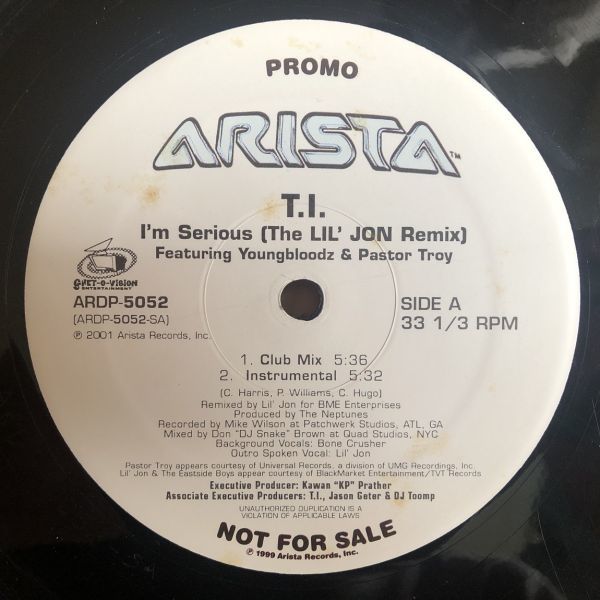 PROMO
ARISTA™
T.I.
I'm Serious (The LIL' JON Remix)
Featuring Youngbloodz & Pastor Troy
GHET-O-VISION
ENTERTAINMENT
ARDP-5052
(ARDP-5052-SA)
℗ 2001 Arista Records, Inc.
SIDE A
33 1/3 RPM
1. Club Mix 5:36
2. Instrumental 5:32
(C. Harris, P. Williams, C. Hugo)
Remixed by Lil' Jon for BME Enterprises
Produced by The Neptunes
Recorded by Mike Wilson at Patchwerk Studios, ATL, GA
Mixed by Don "DJ Snake" Brown at Quad Studios, NYC
Background Vocals: Bone Crusher
Outro Spoken Vocal: Lil' Jon
Pastor Troy appears courtesy of Universal Records, a division of UMG Recordings, Inc.
Lil' Jon & The Eastside Boys appear courtesy of BlackMarket Entertainment/TVT Records
Executive Producer: Kawan "KP" Prather
Associate Executive Producers: T.I., Jason Geter & DJ Toomp
UNAUTHORIZED DUPLICATION IS A
VIOLATION OF APPLICABLE LAWS
NOT FOR SALE
℗ 1999 Arista Records, Inc.